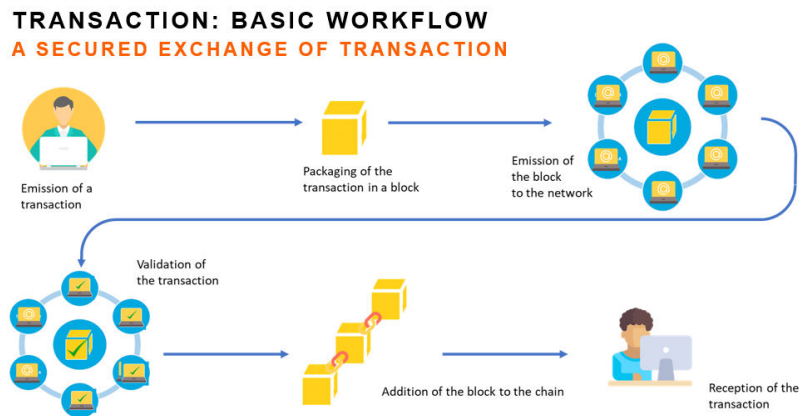 TRANSACTION: BASIC WORKFLOW
A SECURED EXCHANGE OF TRANSACTION
Emission of a
transaction
Packaging of the
transaction in a block
Emission of
the block
to the network
Validation of
the transaction
Addition of the block to the chain
Reception of the
transaction